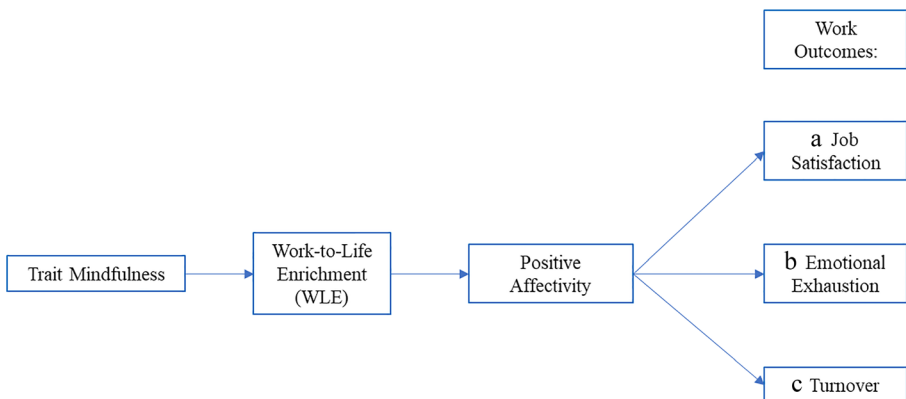 Work
Outcomes:
a Job
Satisfaction
Trait Mindfulness
Work-to-Life
Enrichment
(WLE)
Positive
Affectivity
b Emotional
Exhaustion
c Turnover